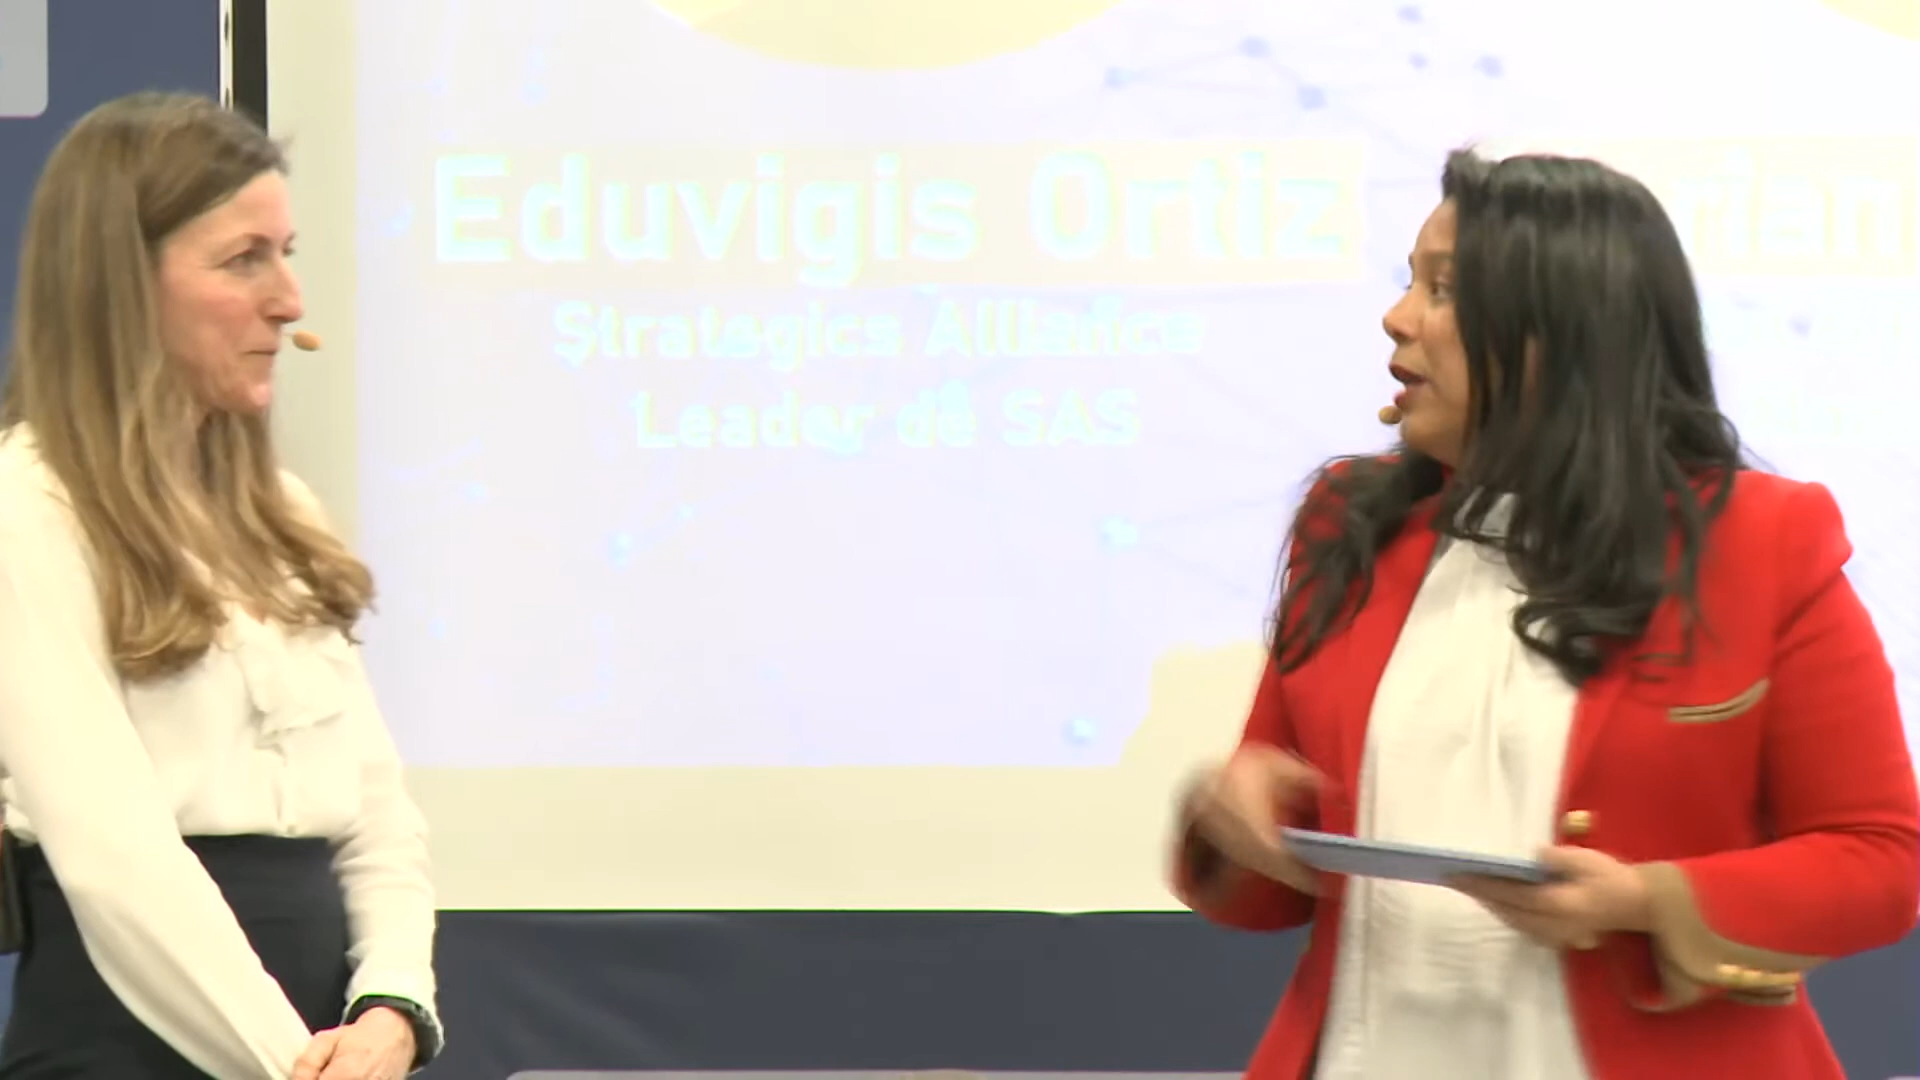 Eduvigis Ortiz
Strategics Alliance
Leader de SAS